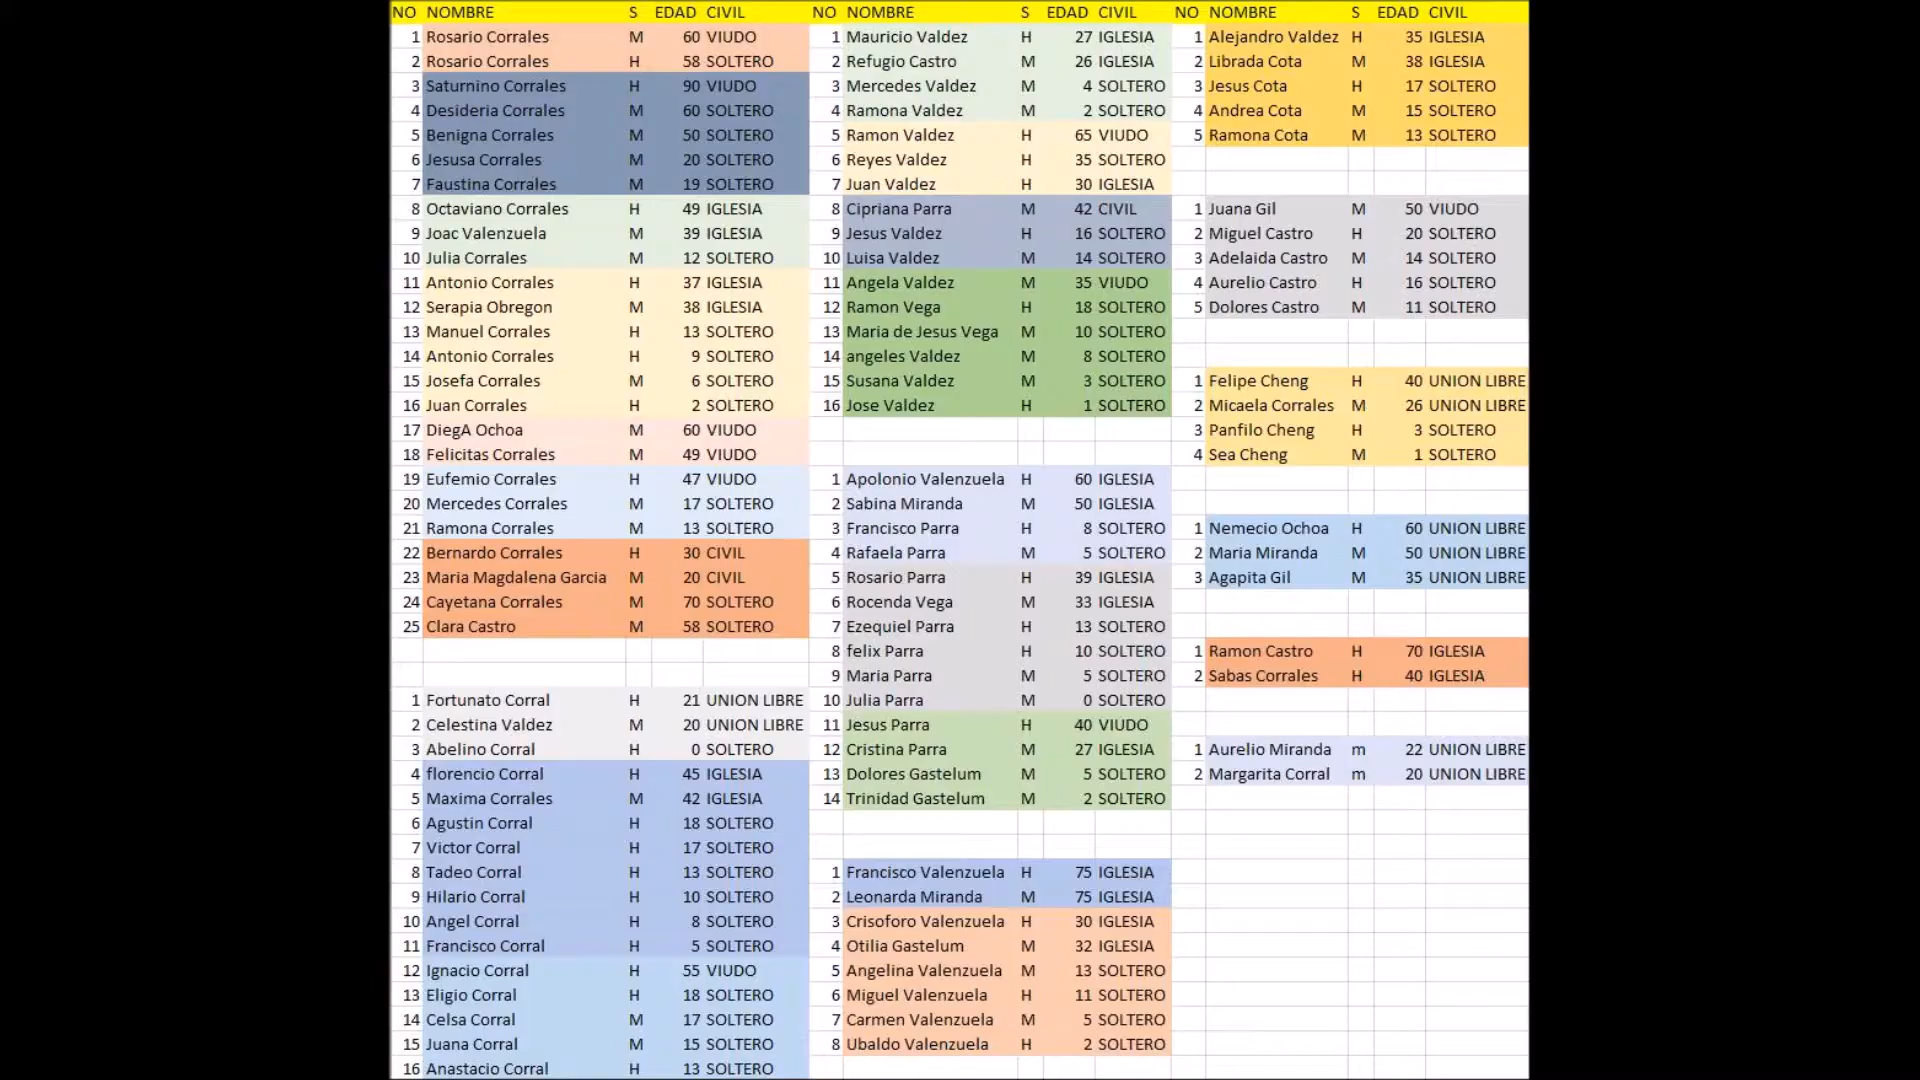 NO NOMBRE S EDAD CIVIL
1 Rosario Corrales M 60 VIUDO
2 Rosario Corrales H 58 SOLTERO
3 Saturnino Corrales H 90 VIUDO
4 Desideria Corrales M 60 SOLTERO
5 Benigna Corrales M 50 SOLTERO
6 Jesusa Corrales M 20 SOLTERO
7 Faustina Corrales M 19 SOLTERO
8 Octaviano Corrales H 49 IGLESIA
9 Joac Valenzuela M 39 IGLESIA
10 Julia Corrales M 12 SOLTERO
11 Antonio Corrales H 37 IGLESIA
12 Serapia Obregon M 38 IGLESIA
13 Manuel Corrales H 13 SOLTERO
14 Antonio Corrales H 9 SOLTERO
15 Josefa Corrales M 6 SOLTERO
16 Juan Corrales H 2 SOLTERO
17 DiegA Ochoa M 60 VIUDO
18 Felicitas Corrales M 49 VIUDO
19 Eufemio Corrales H 47 VIUDO
20 Mercedes Corrales M 17 SOLTERO
21 Ramona Corrales M 13 SOLTERO
22 Bernardo Corrales H 30 CIVIL
23 Maria Magdalena Garcia M 20 CIVIL
24 Cayetana Corrales M 70 SOLTERO
25 Clara Castro M 58 SOLTERO
1 Fortunato Corral H 21 UNION LIBRE
2 Celestina Valdez M 20 UNION LIBRE
3 Abelino Corral H 0 SOLTERO
4 florencio Corral H 45 IGLESIA
5 Maxima Corrales M 42 IGLESIA
6 Agustin Corral H 18 SOLTERO
7 Victor Corral H 17 SOLTERO
8 Tadeo Corral H 13 SOLTERO
9 Hilario Corral H 10 SOLTERO
10 Angel Corral H 8 SOLTERO
11 Francisco Corral H 5 SOLTERO
12 Ignacio Corral H 55 VIUDO
13 Eligio Corral H 18 SOLTERO
14 Celsa Corral M 17 SOLTERO
15 Juana Corral M 15 SOLTERO
16 Anastacio Corral H 13 SOLTERO
NO NOMBRE S EDAD CIVIL
1 Mauricio Valdez H 27 IGLESIA
2 Refugio Castro M 26 IGLESIA
3 Mercedes Valdez M 4 SOLTERO
4 Ramona Valdez M 2 SOLTERO
5 Ramon Valdez H 65 VIUDO
6 Reyes Valdez H 35 SOLTERO
7 Juan Valdez H 30 IGLESIA
8 Cipriana Parra M 42 CIVIL
9 Jesus Valdez H 16 SOLTERO
10 Luisa Valdez M 14 SOLTERO
11 Angela Valdez M 35 VIUDO
12 Ramon Vega H 18 SOLTERO
13 Maria de Jesus Vega M 10 SOLTERO
14 angeles Valdez M 8 SOLTERO
15 Susana Valdez M 3 SOLTERO
16 Jose Valdez H 1 SOLTERO
1 Apolonio Valenzuela H 60 IGLESIA
2 Sabina Miranda M 50 IGLESIA
3 Francisco Parra H 8 SOLTERO
4 Rafaela Parra M 5 SOLTERO
5 Rosario Parra H 39 IGLESIA
6 Rocenda Vega M 33 IGLESIA
7 Ezequiel Parra H 13 SOLTERO
8 felix Parra H 10 SOLTERO
9 Maria Parra M 5 SOLTERO
10 Julia Parra M 0 SOLTERO
11 Jesus Parra H 40 VIUDO
12 Cristina Parra M 27 IGLESIA
13 Dolores Gastelum M 5 SOLTERO
14 Trinidad Gastelum M 2 SOLTERO
1 Francisco Valenzuela H 75 IGLESIA
2 Leonarda Miranda M 75 IGLESIA
3 Crisoforo Valenzuela H 30 IGLESIA
4 Otilia Gastelum M 32 IGLESIA
5 Angelina Valenzuela M 13 SOLTERO
6 Miguel Valenzuela H 11 SOLTERO
7 Carmen Valenzuela M 5 SOLTERO
8 Ubaldo Valenzuela H 2 SOLTERO
NO NOMBRE S EDAD CIVIL
1 Alejandro Valdez H 35 IGLESIA
2 Librada Cota M 38 IGLESIA
3 Jesus Cota H 17 SOLTERO
4 Andrea Cota M 15 SOLTERO
5 Ramona Cota M 13 SOLTERO
1 Juana Gil M 50 VIUDO
2 Miguel Castro H 20 SOLTERO
3 Adelaida Castro M 14 SOLTERO
4 Aurelio Castro H 16 SOLTERO
5 Dolores Castro M 11 SOLTERO
1 Felipe Cheng H 40 UNION LIBRE
2 Micaela Corrales M 26 UNION LIBRE
3 Panfilo Cheng H 3 SOLTERO
4 Sea Cheng M 1 SOLTERO
1 Nemecio Ochoa H 60 UNION LIBRE
2 Maria Miranda M 50 UNION LIBRE
3 Agapita Gil M 35 UNION LIBRE
1 Ramon Castro H 70 IGLESIA
2 Sabas Corrales H 40 IGLESIA
1 Aurelio Miranda m 22 UNION LIBRE
2 Margarita Corral m 20 UNION LIBRE